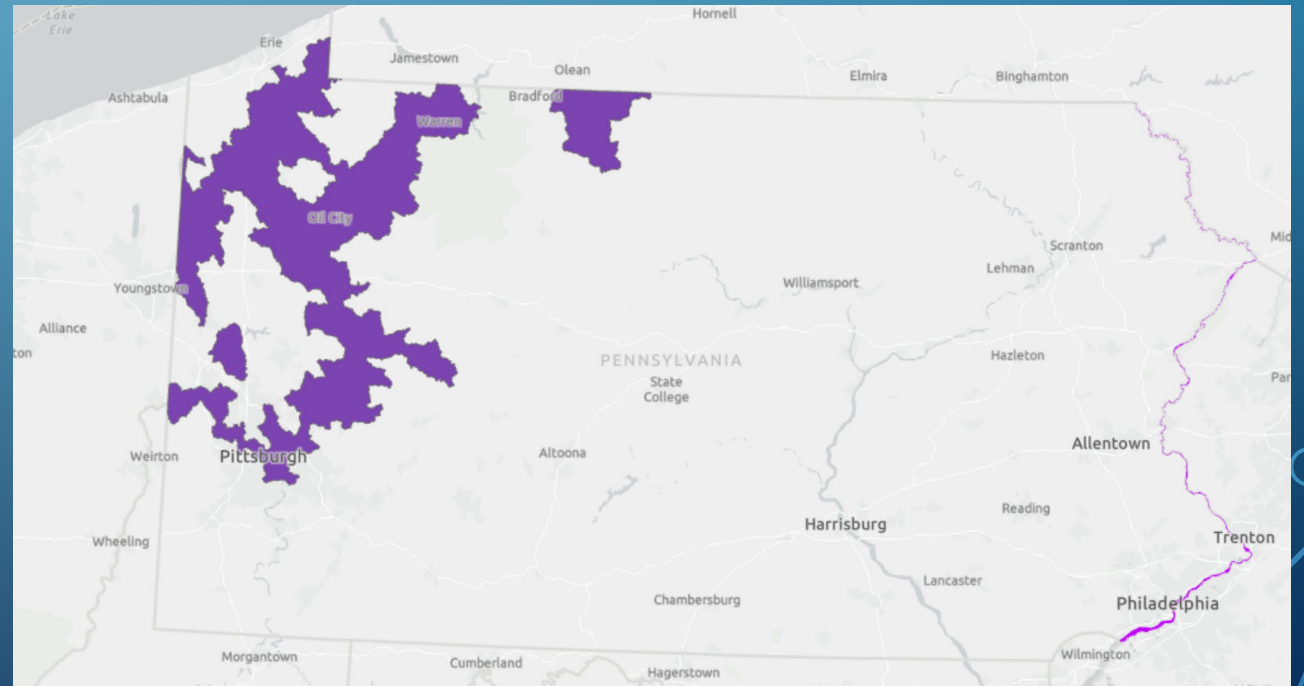 Lake
Erie
Hornell
Erie
Jamestown
Olean
Elmira
Binghamton
Ashtabula
Bradford
Warren
Oil City
Scranton
Mid
Lehman
Williamsport
Youngstown
Alliance
ton
PENNSYLVANIA
State
College
Hazleton
Par
Allentown
Weirton
Pittsburgh
Altoona
Reading
Harrisburg
Trenton
Wheeling
Lancaster
Chambersburg
Philadelphia
Morgantown
Cumberland
Hagerstown
Wilmington